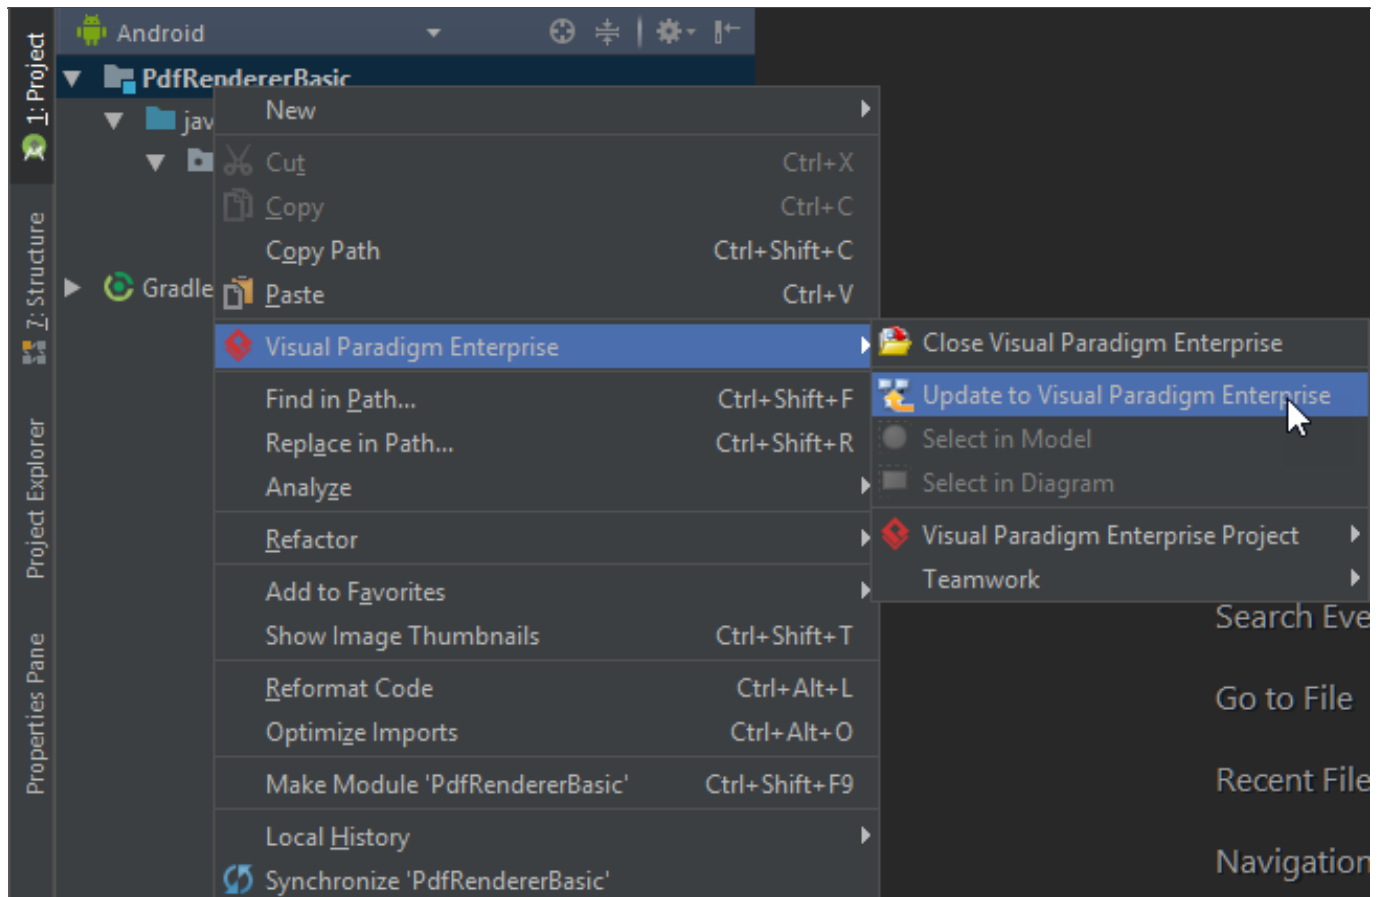 Android
PdfRendererBasic
jav
Gradle
1: Project
7: Structure
Project Explorer
Properties Pane
New
Cut Ctrl+X
Copy Ctrl+C
Copy Path Ctrl+Shift+C
Paste Ctrl+V
Visual Paradigm Enterprise
Find in Path... Ctrl+Shift+F
Replace in Path... Ctrl+Shift+R
Analyze
Refactor
Add to Favorites
Show Image Thumbnails Ctrl+Shift+T
Reformat Code Ctrl+Alt+L
Optimize Imports Ctrl+Alt+O
Make Module 'PdfRendererBasic' Ctrl+Shift+F9
Local History
Synchronize 'PdfRendererBasic'
Close Visual Paradigm Enterprise
Update to Visual Paradigm Enterprise
Select in Model
Select in Diagram
Visual Paradigm Enterprise Project
Teamwork
Search Eve
Go to File
Recent File
Navigation